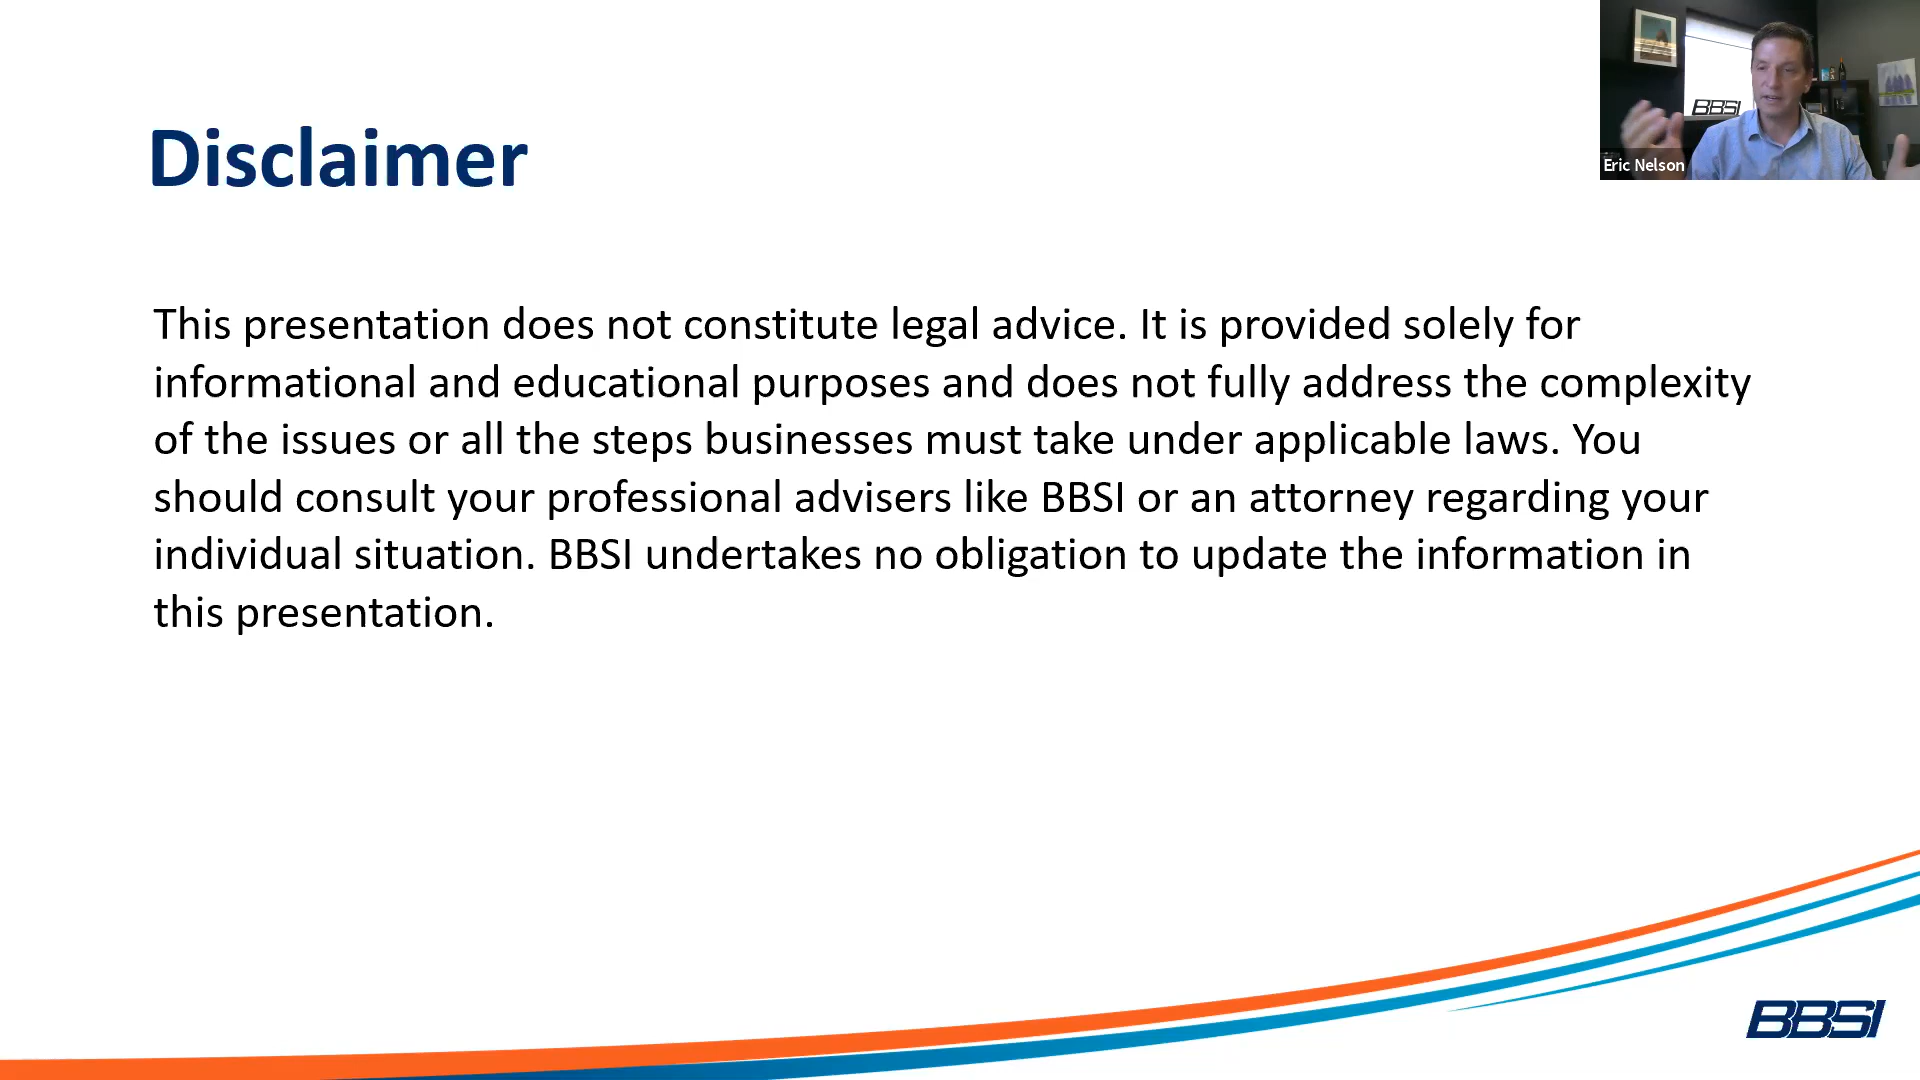 BBSI
Eric Nelson
Disclaimer
This presentation does not constitute legal advice. It is provided solely for
informational and educational purposes and does not fully address the complexity
of the issues or all the steps businesses must take under applicable laws. You
should consult your professional advisers like BBSI or an attorney regarding your
individual situation. BBSI undertakes no obligation to update the information in
this presentation.
BBSI